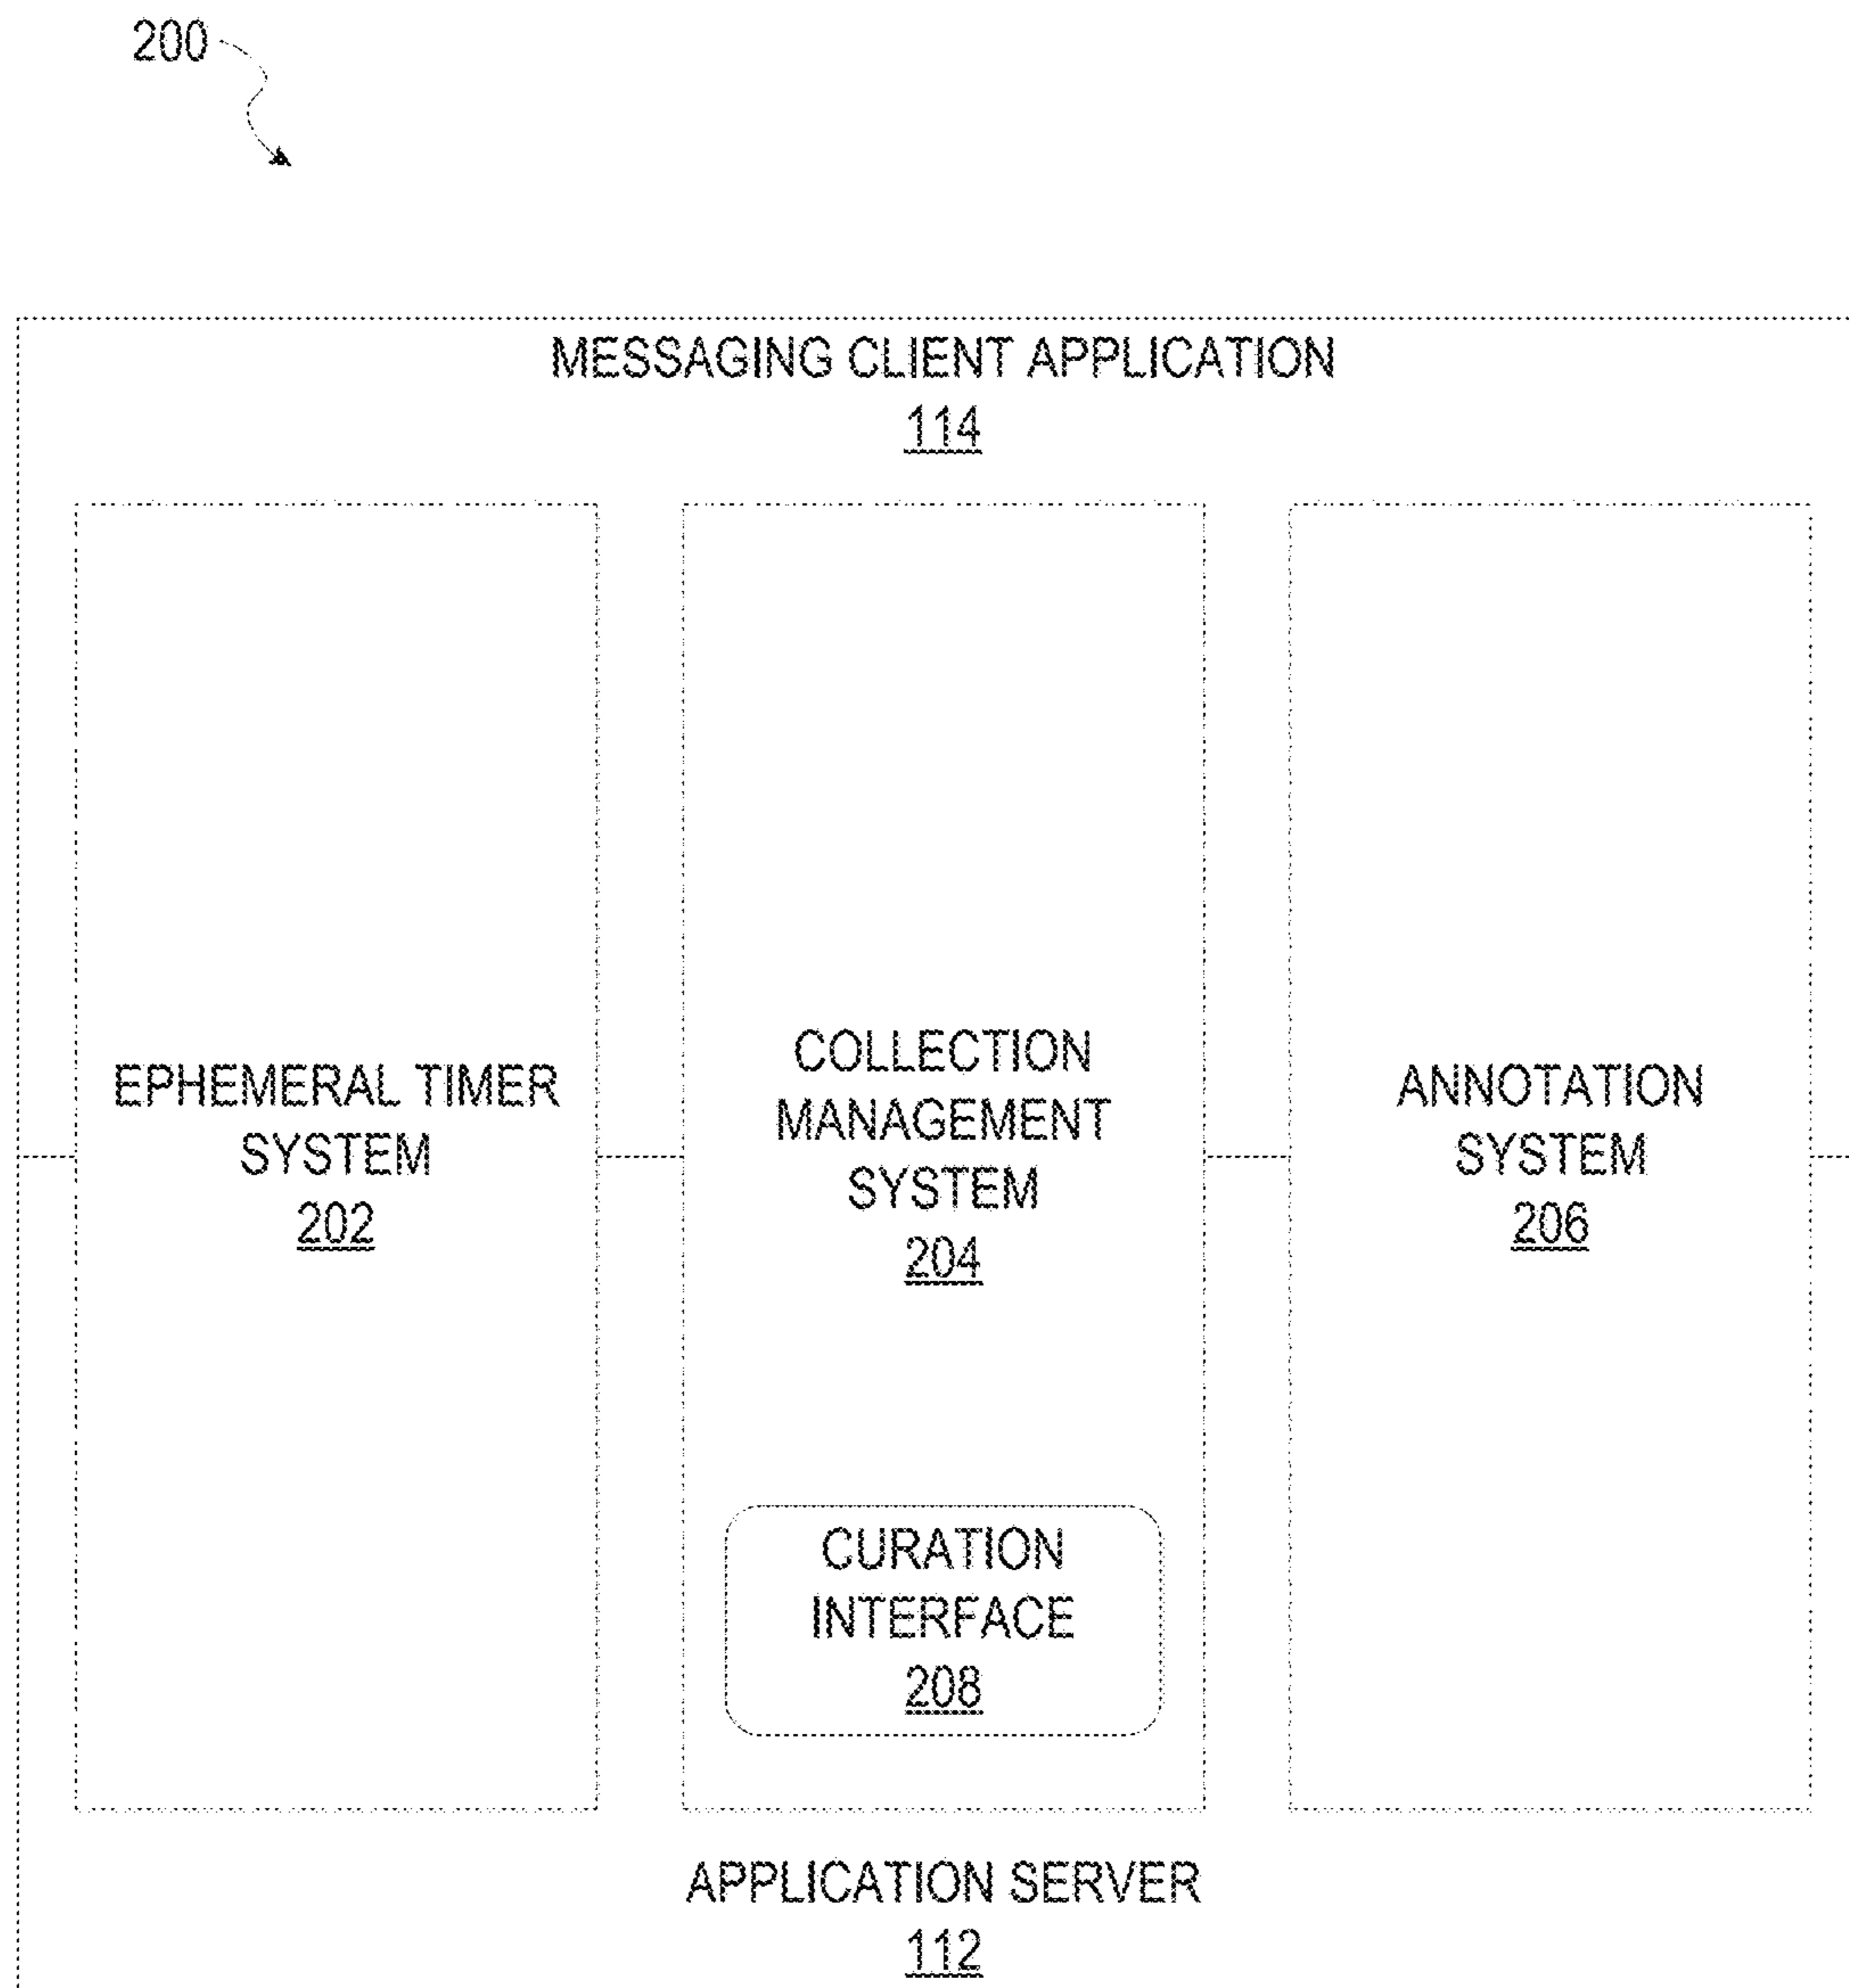 200
MESSAGING CLIENT APPLICATION
114
EPHEMERAL TIMER
SYSTEM
202
COLLECTION
MANAGEMENT
SYSTEM
204
ANNOTATION
SYSTEM
206
CURATION
INTERFACE
208
APPLICATION SERVER
112